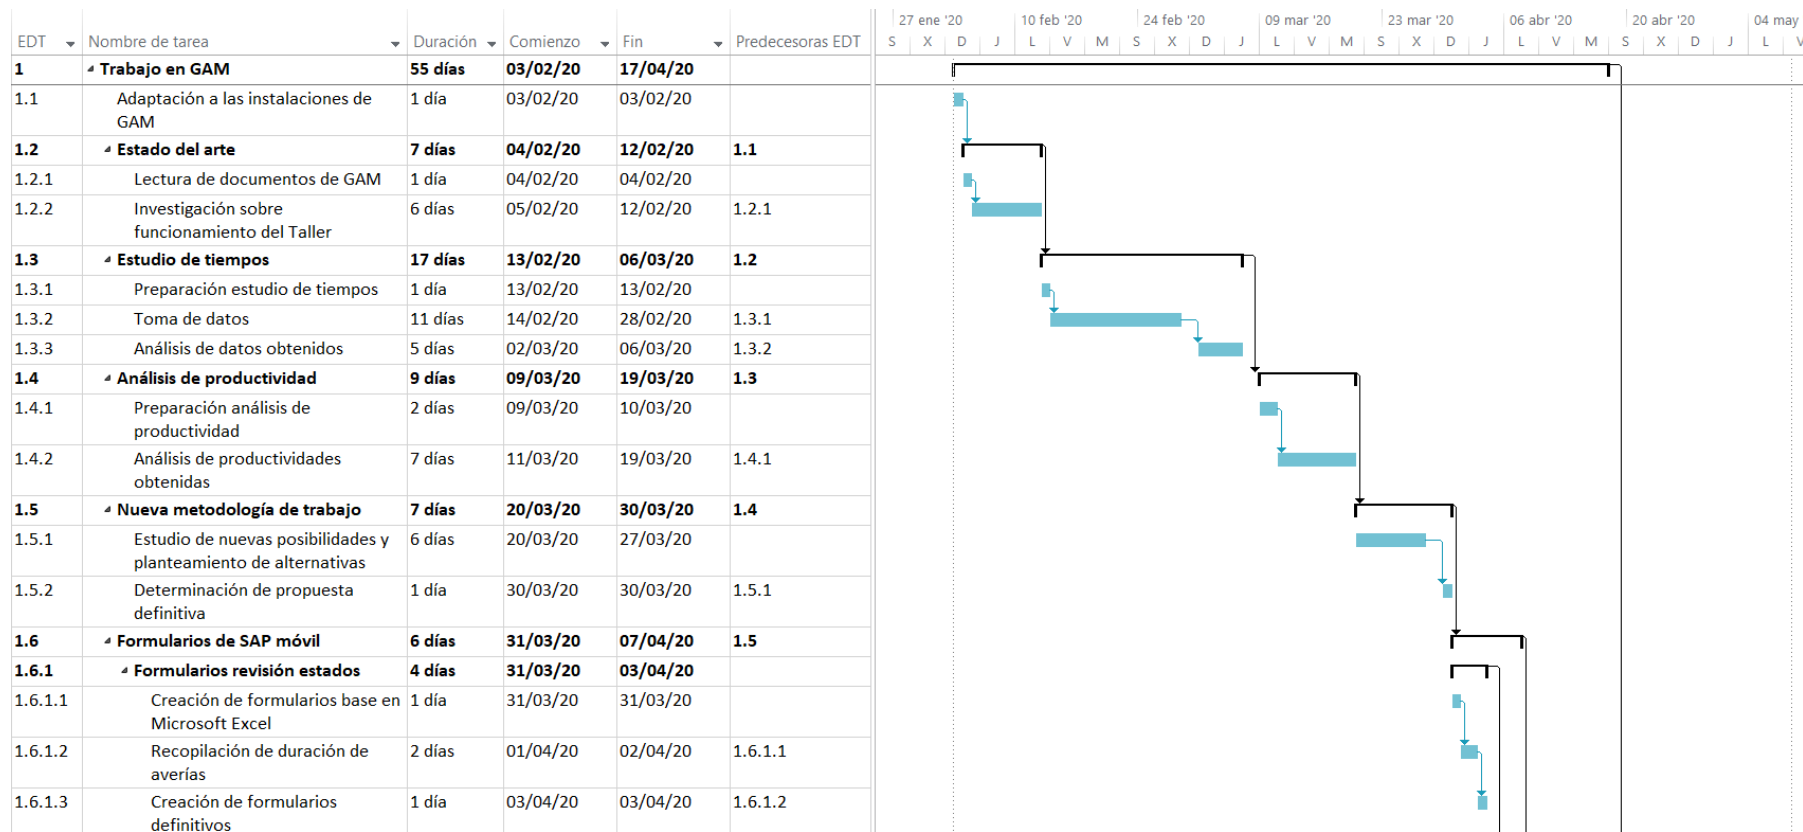 27 ene '20 10 feb '20 24 feb '20 09 mar '20 23 mar '20 06 abr '20 20 abr '20 04 may
EDT Nombre de tarea Duración Comienzo Fin Predecesoras EDT S X D J L V M S X D J L V M S X D J L V M S X D J L V
1 Trabajo en GAM 55 días 03/02/20 17/04/20
1.1 Adaptación a las instalaciones de 1 día 03/02/20 03/02/20
GAM
1.2 Estado del arte 7 días 04/02/20 12/02/20 1.1
1.2.1 Lectura de documentos de GAM 1 día 04/02/20 04/02/20
1.2.2 Investigación sobre 6 días 05/02/20 12/02/20 1.2.1
funcionamiento del Taller
1.3 Estudio de tiempos 17 días 13/02/20 06/03/20 1.2
1.3.1 Preparación estudio de tiempos 1 día 13/02/20 13/02/20
1.3.2 Toma de datos 11 días 14/02/20 28/02/20 1.3.1
1.3.3 Análisis de datos obtenidos 5 días 02/03/20 06/03/20 1.3.2
1.4 Análisis de productividad 9 días 09/03/20 19/03/20 1.3
1.4.1 Preparación análisis de 2 días 09/03/20 10/03/20
productividad
1.4.2 Análisis de productividades 7 días 11/03/20 19/03/20 1.4.1
obtenidas
1.5 Nueva metodología de trabajo 7 días 20/03/20 30/03/20 1.4
1.5.1 Estudio de nuevas posibilidades y 6 días 20/03/20 27/03/20
planteamiento de alternativas
1.5.2 Determinación de propuesta 1 día 30/03/20 30/03/20 1.5.1
definitiva
1.6 Formularios de SAP móvil 6 días 31/03/20 07/04/20 1.5
1.6.1 Formularios revisión estados 4 días 31/03/20 03/04/20
1.6.1.1 Creación de formularios base en 1 día 31/03/20 31/03/20
Microsoft Excel
1.6.1.2 Recopilación de duración de 2 días 01/04/20 02/04/20 1.6.1.1
averías
1.6.1.3 Creación de formularios 1 día 03/04/20 03/04/20 1.6.1.2
definitivos